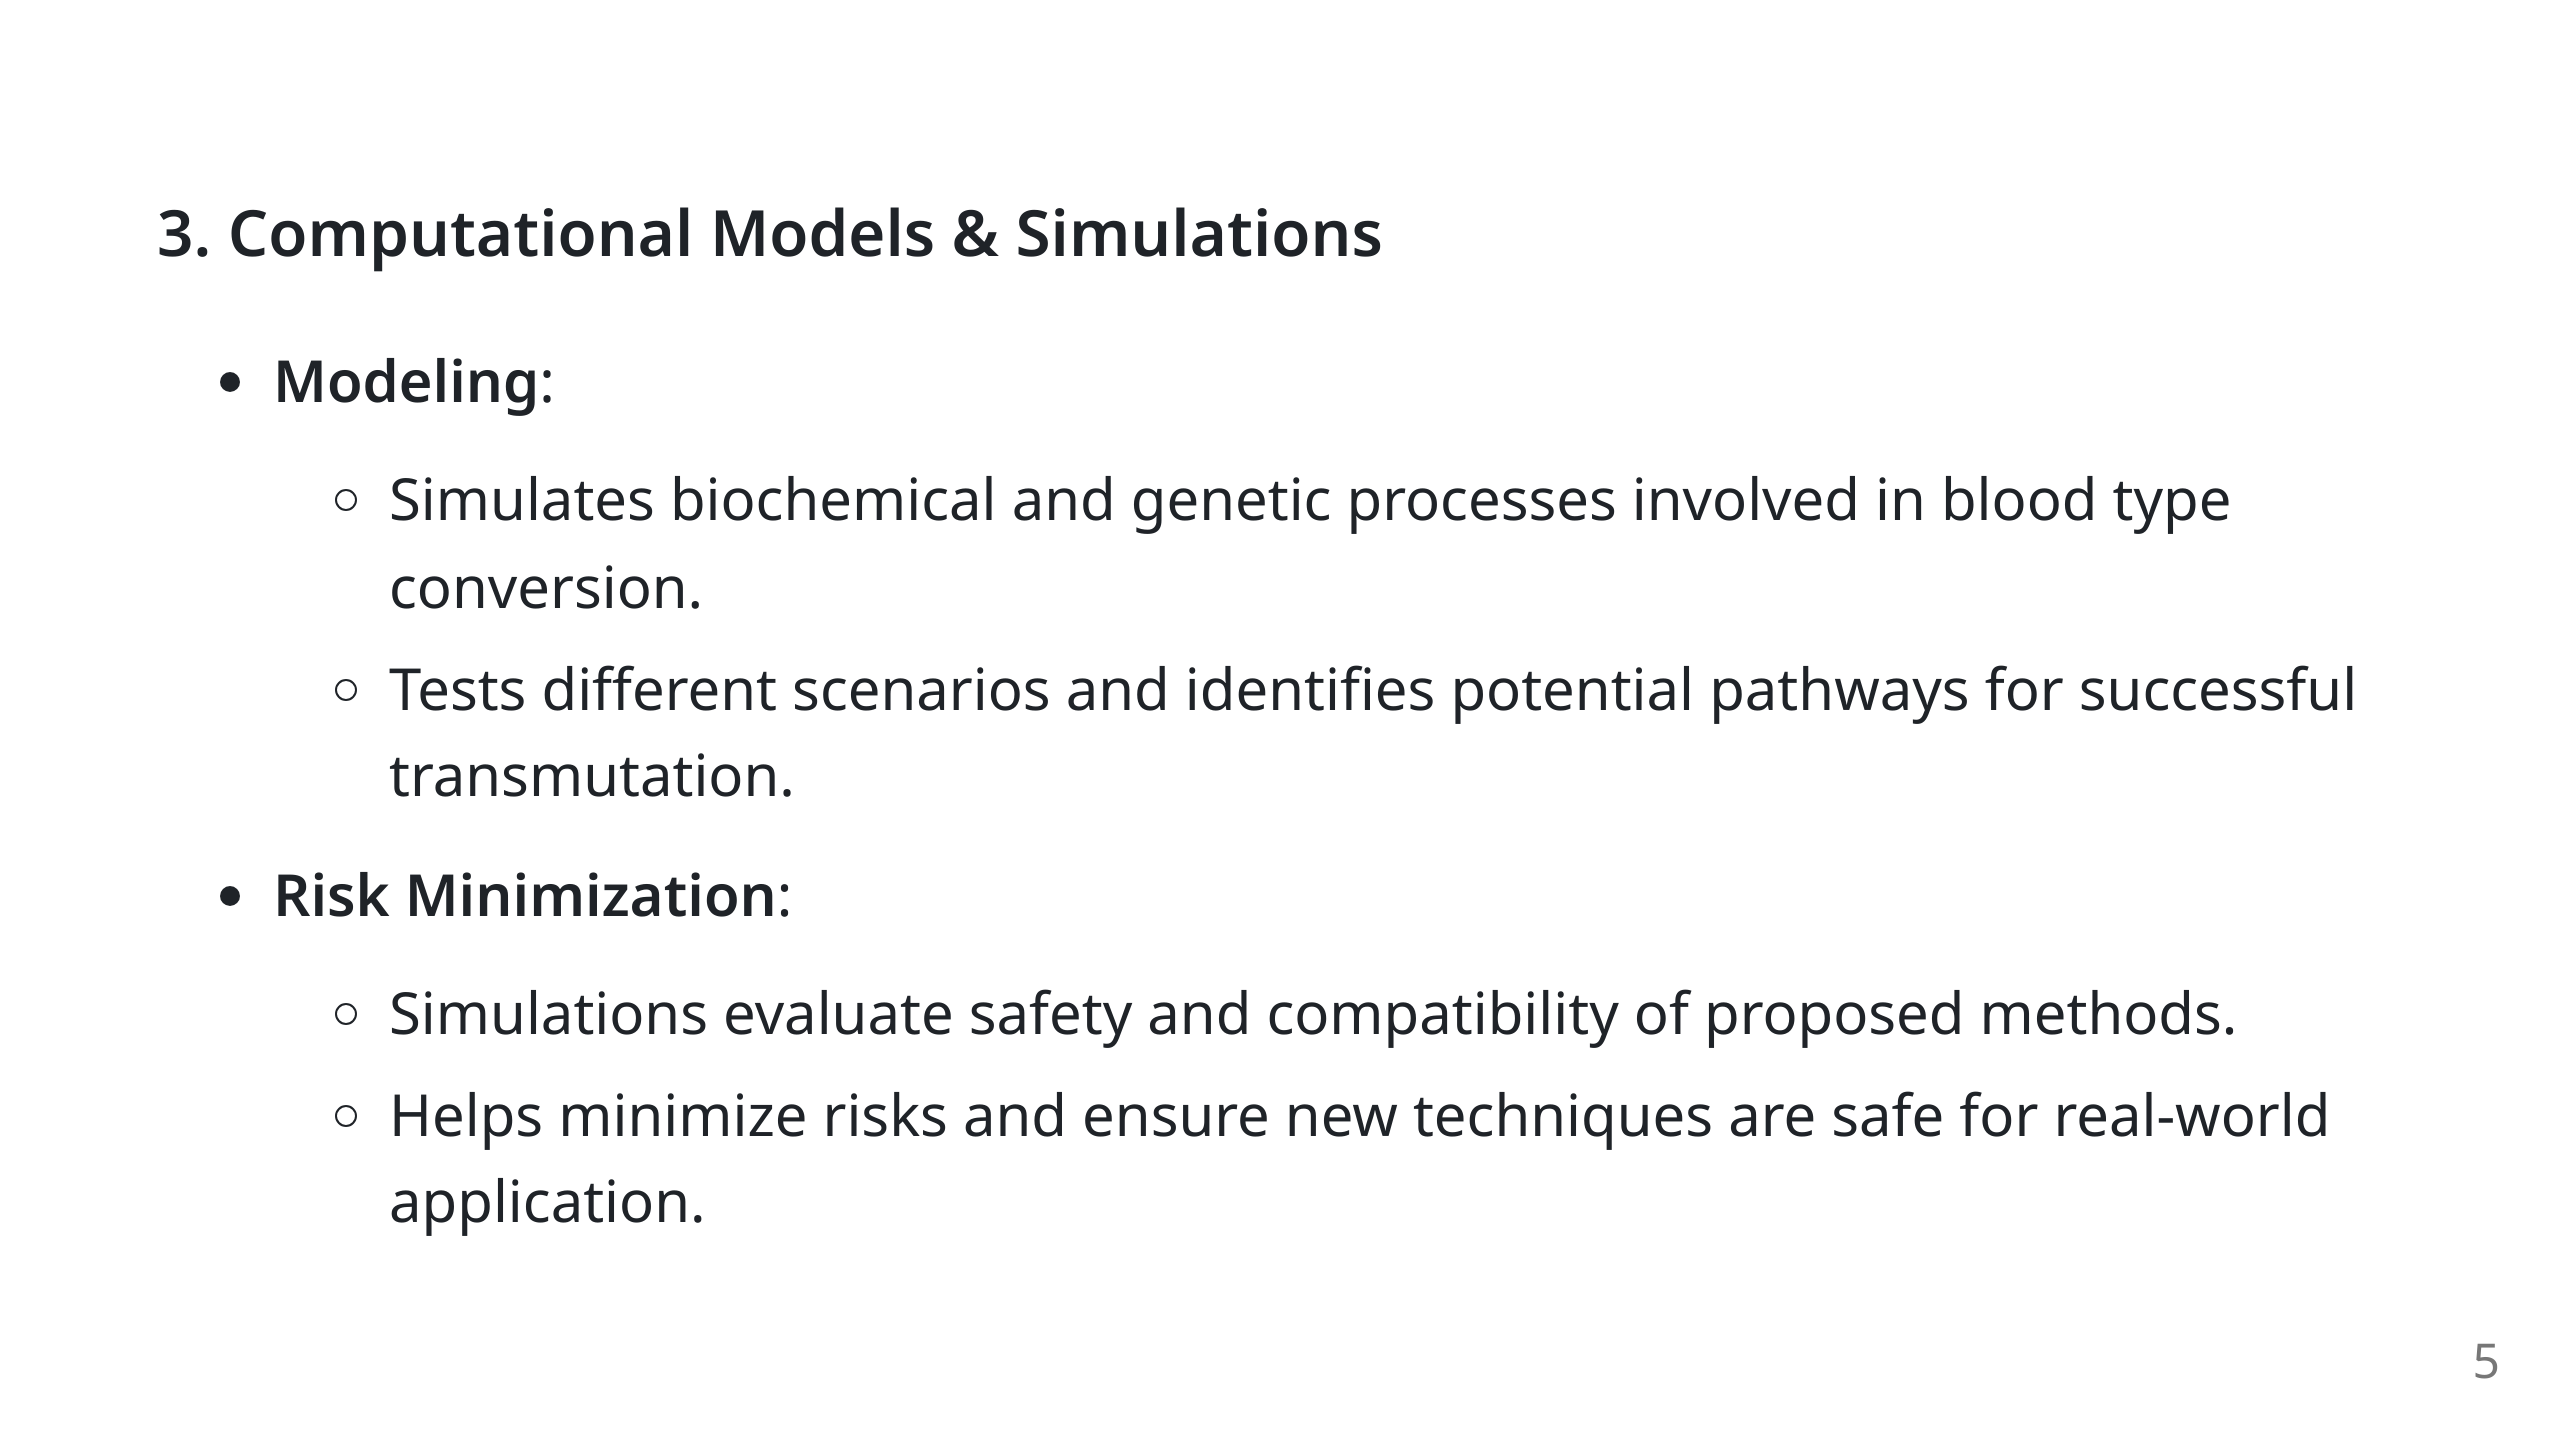 3. Computational Models & Simulations
• Modeling:
○ Simulates biochemical and genetic processes involved in blood type
conversion.
○ Tests different scenarios and identifies potential pathways for successful
transmutation.
• Risk Minimization:
○ Simulations evaluate safety and compatibility of proposed methods.
○ Helps minimize risks and ensure new techniques are safe for real-world
application.
5